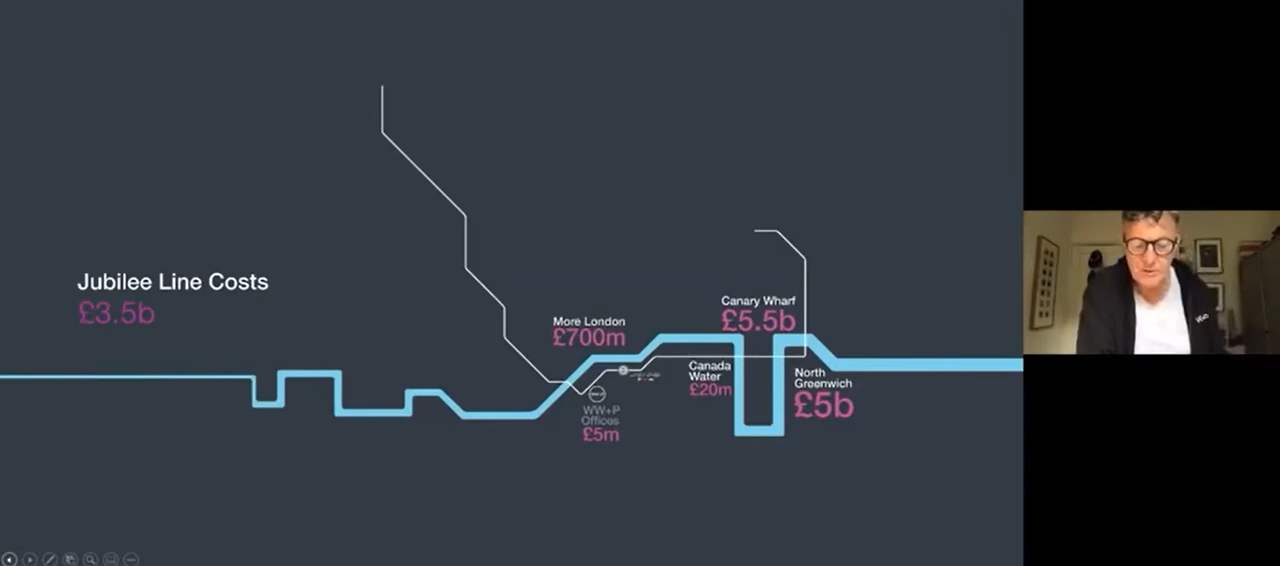 Jubilee Line Costs
£3.5b
More London
£700m
Canary Wharf
£5.5b
Canada
Water
£20m
North
Greenwich
£5b
WW+P
Offices
£5m